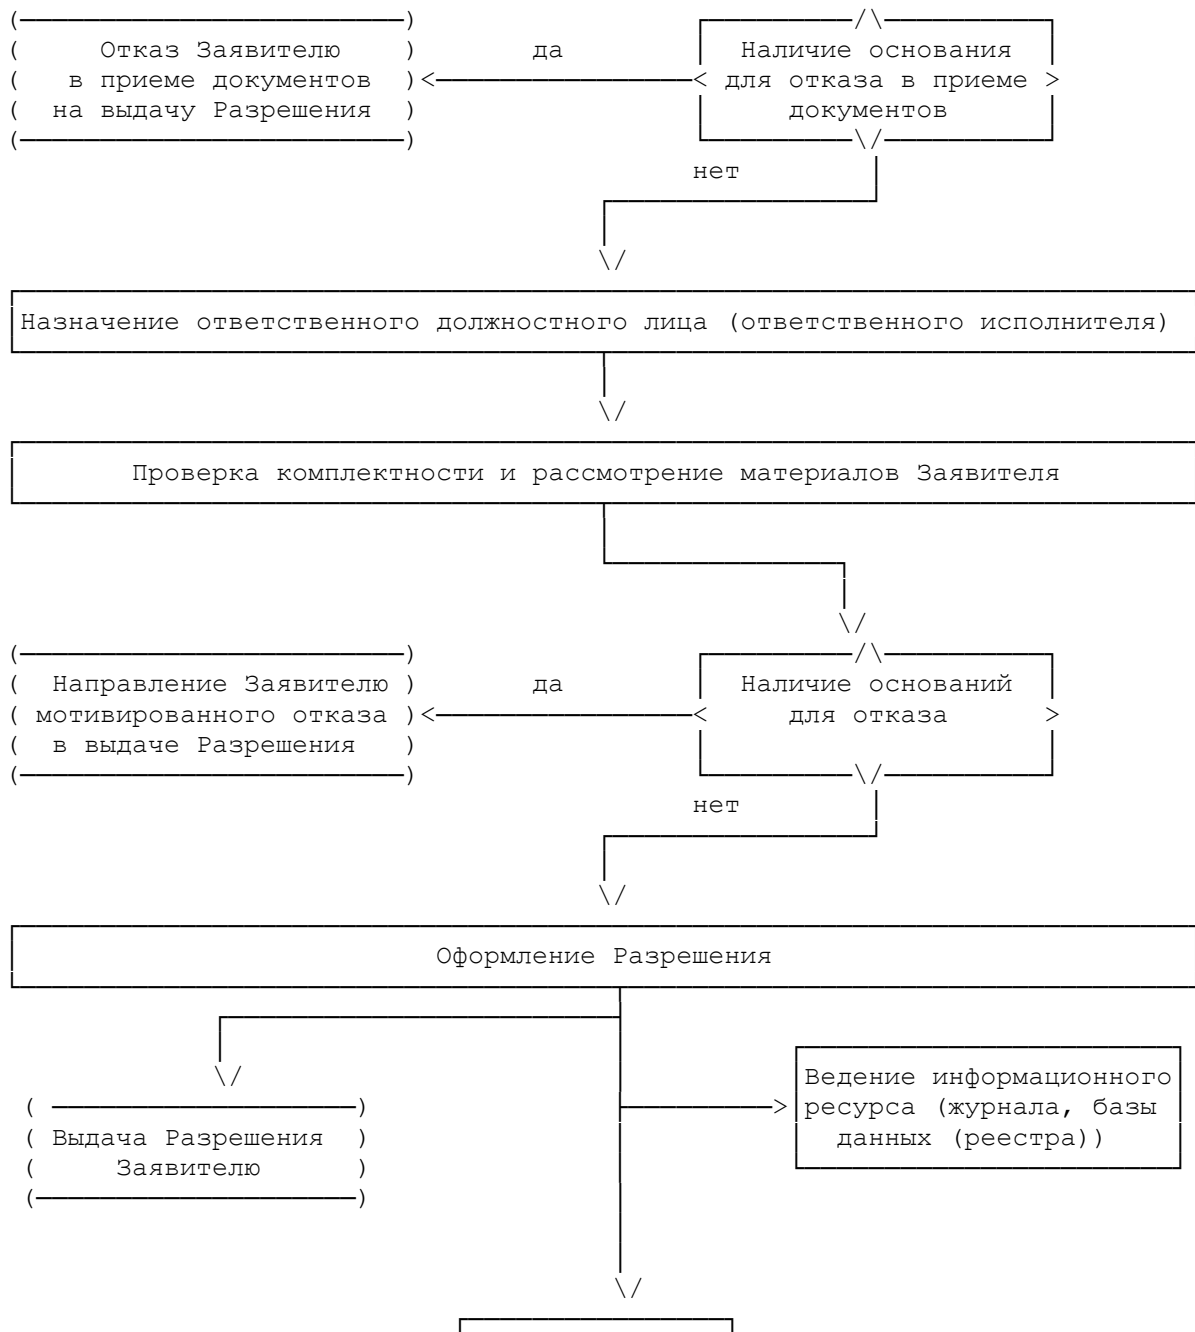 Отказ Заявителю
в приеме документов
на выдачу Разрешения
да
Наличие основания
для отказа в приеме
документов
нет
Назначение ответственного должностного лица (ответственного исполнителя)
Проверка комплектности и рассмотрение материалов Заявителя
Направление Заявителю
мотивированного отказа
в выдаче Разрешения
да
Наличие оснований
для отказа
нет
Оформление Разрешения
Ведение информационного
ресурса (журнала, базы
данных (реестра))
Выдача Разрешения
Заявителю